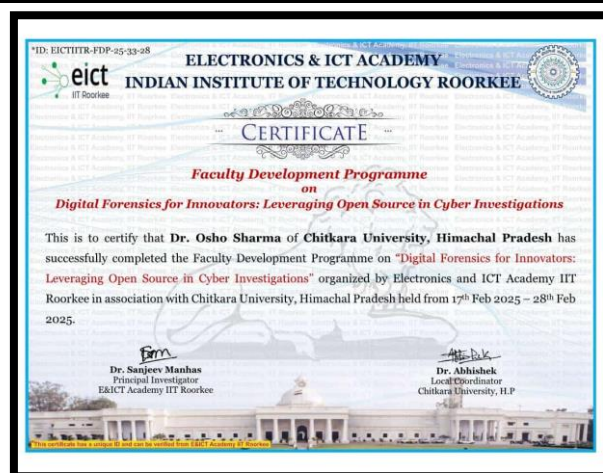 *ID: EICTIITR-FDP-25-33-28
eict
IIT Roorkee
ELECTRONICS & ICT ACADEMY
INDIAN INSTITUTE OF TECHNOLOGY ROORKEE
CERTIFICATE
Faculty Development Programme
on
Digital Forensics for Innovators: Leveraging Open Source in Cyber Investigations
This is to certify that Dr. Osho Sharma of Chitkara University, Himachal Pradesh has
successfully completed the Faculty Development Programme on "Digital Forensics for Innovators:
Leveraging Open Source in Cyber Investigations" organized by Electronics and ICT Academy IIT
Roorkee in association with Chitkara University, Himachal Pradesh held from 17th Feb 2025 – 28th Feb
2025.
Dr. Sanjeev Manhas
Principal Investigator
E&ICT Academy IIT Roorkee
Dr. Abhishek
Local Coordinator
Chitkara University, H.P
*This certificate has a unique ID and can be verified from E&ICT Academy IIT Roorkee